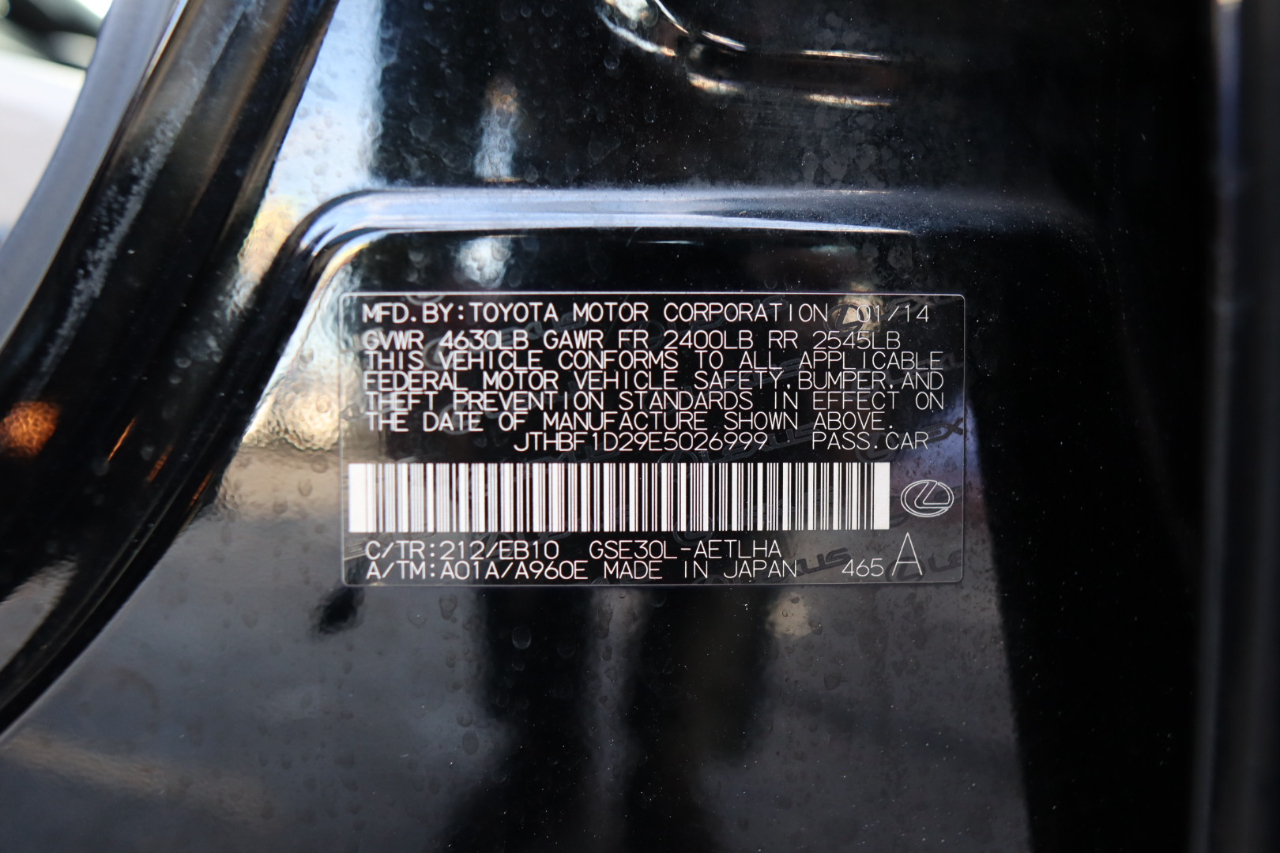 MFD.BY:TOYOTA MOTOR CORPORATION 01/14
GVWR 4630LB GAWR FR 2400LB RR 2545LB
THIS VEHICLE CONFORMS TO ALL APPLICABLE
FEDERAL MOTOR VEHICLE SAFETY,BUMPER,AND
THEFT PREVENTION STANDARDS IN EFFECT ON
THE DATE OF MANUFACTURE SHOWN ABOVE.
JTHBF1D29E5026999 PASS.CAR
C/TR:212/EB10 GSE30L-AETLHA
A/TM:A01A/A960E MADE IN JAPAN 465 A